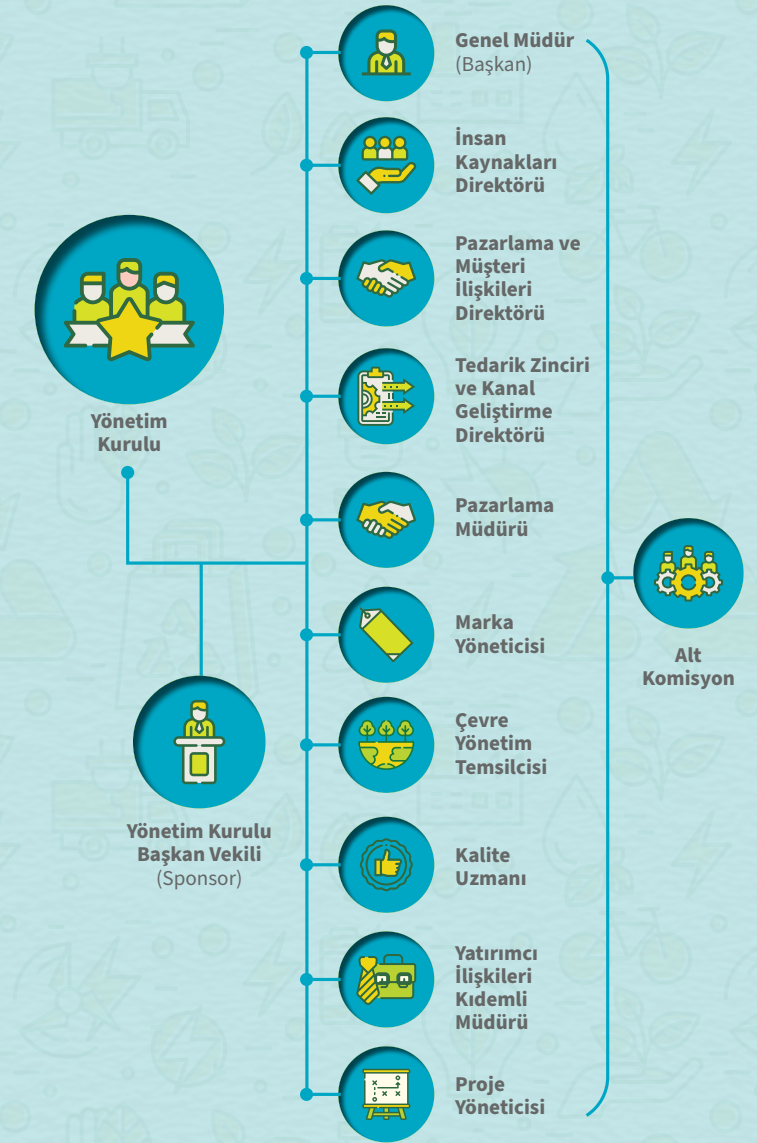 Yönetim
Kurulu
Yönetim Kurulu
Başkan Vekili
(Sponsor)
Genel Müdür
(Başkan)
İnsan
Kaynakları
Direktörü
Pazarlama ve
Müşteri
İlişkileri
Direktörü
Tedarik Zinciri
ve Kanal
Geliştirme
Direktörü
Pazarlama
Müdürü
Marka
Yöneticisi
Çevre
Yönetim
Temsilcisi
Kalite
Uzmanı
Yatırımcı
İlişkileri
Kıdemli
Müdürü
Proje
Yöneticisi
Alt
Komisyon